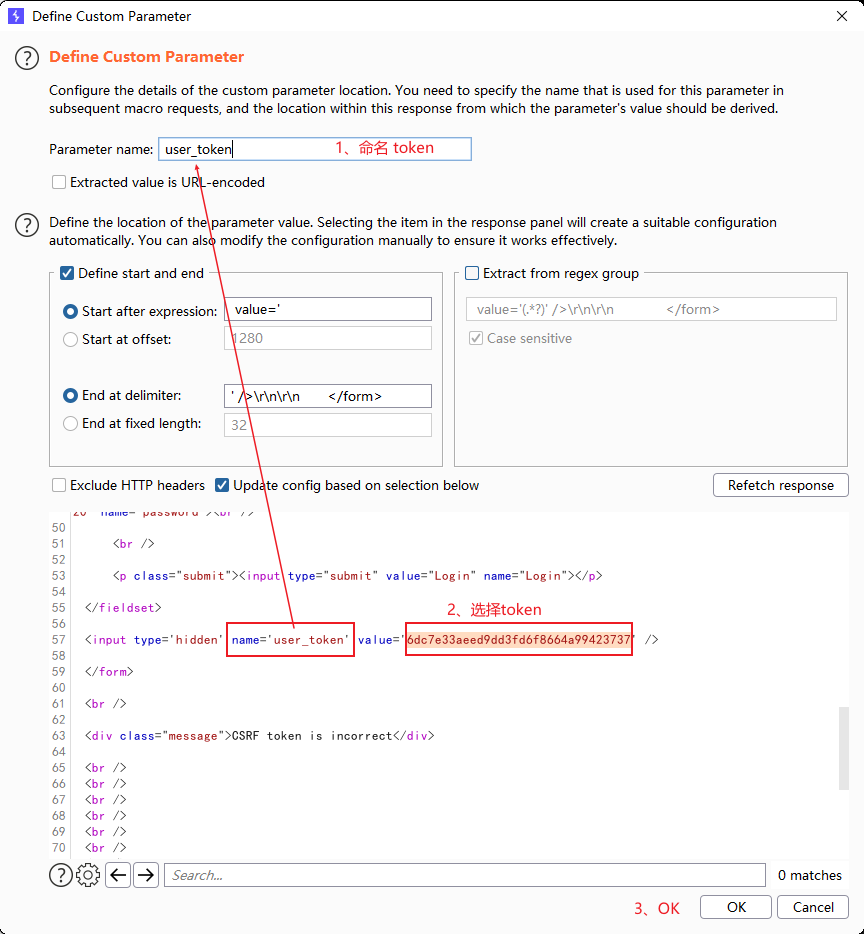 Define Custom Parameter
Define Custom Parameter
Configure the details of the custom parameter location. You need to specify the name that is used for this parameter in
subsequent macro requests, and the location within this response from which the parameter's value should be derived.
Parameter name: user_token 1、命名 token
Extracted value is URL-encoded
Define the location of the parameter value. Selecting the item in the response panel will create a suitable configuration
automatically. You can also modify the configuration manually to ensure it works effectively.
Define start and end
Start after expression: value='
Start at offset: 1280
End at delimiter: ' />\r\n\r\n </form>
End at fixed length: 32
Extract from regex group
value='(.*?)' />\r\n\r\n </form>
Case sensitive
Exclude HTTP headers Update config based on selection below Refetch response
20" name="password"><br />
50
51 <br />
52
53 <p class="submit"><input type="submit" value="Login" name="Login"></p>
54
55 </fieldset>
2、选择token
56
57 <input type='hidden' name='user_token' value='6dc7e33aeed9dd3fd6f8664a99423737' />
58
59 </form>
60
61 <br />
62
63 <div class="message">CSRF token is incorrect</div>
64
65 <br />
66 <br />
67 <br />
68 <br />
69 <br />
70 <br />
Search... 0 matches
3、OK OK Cancel